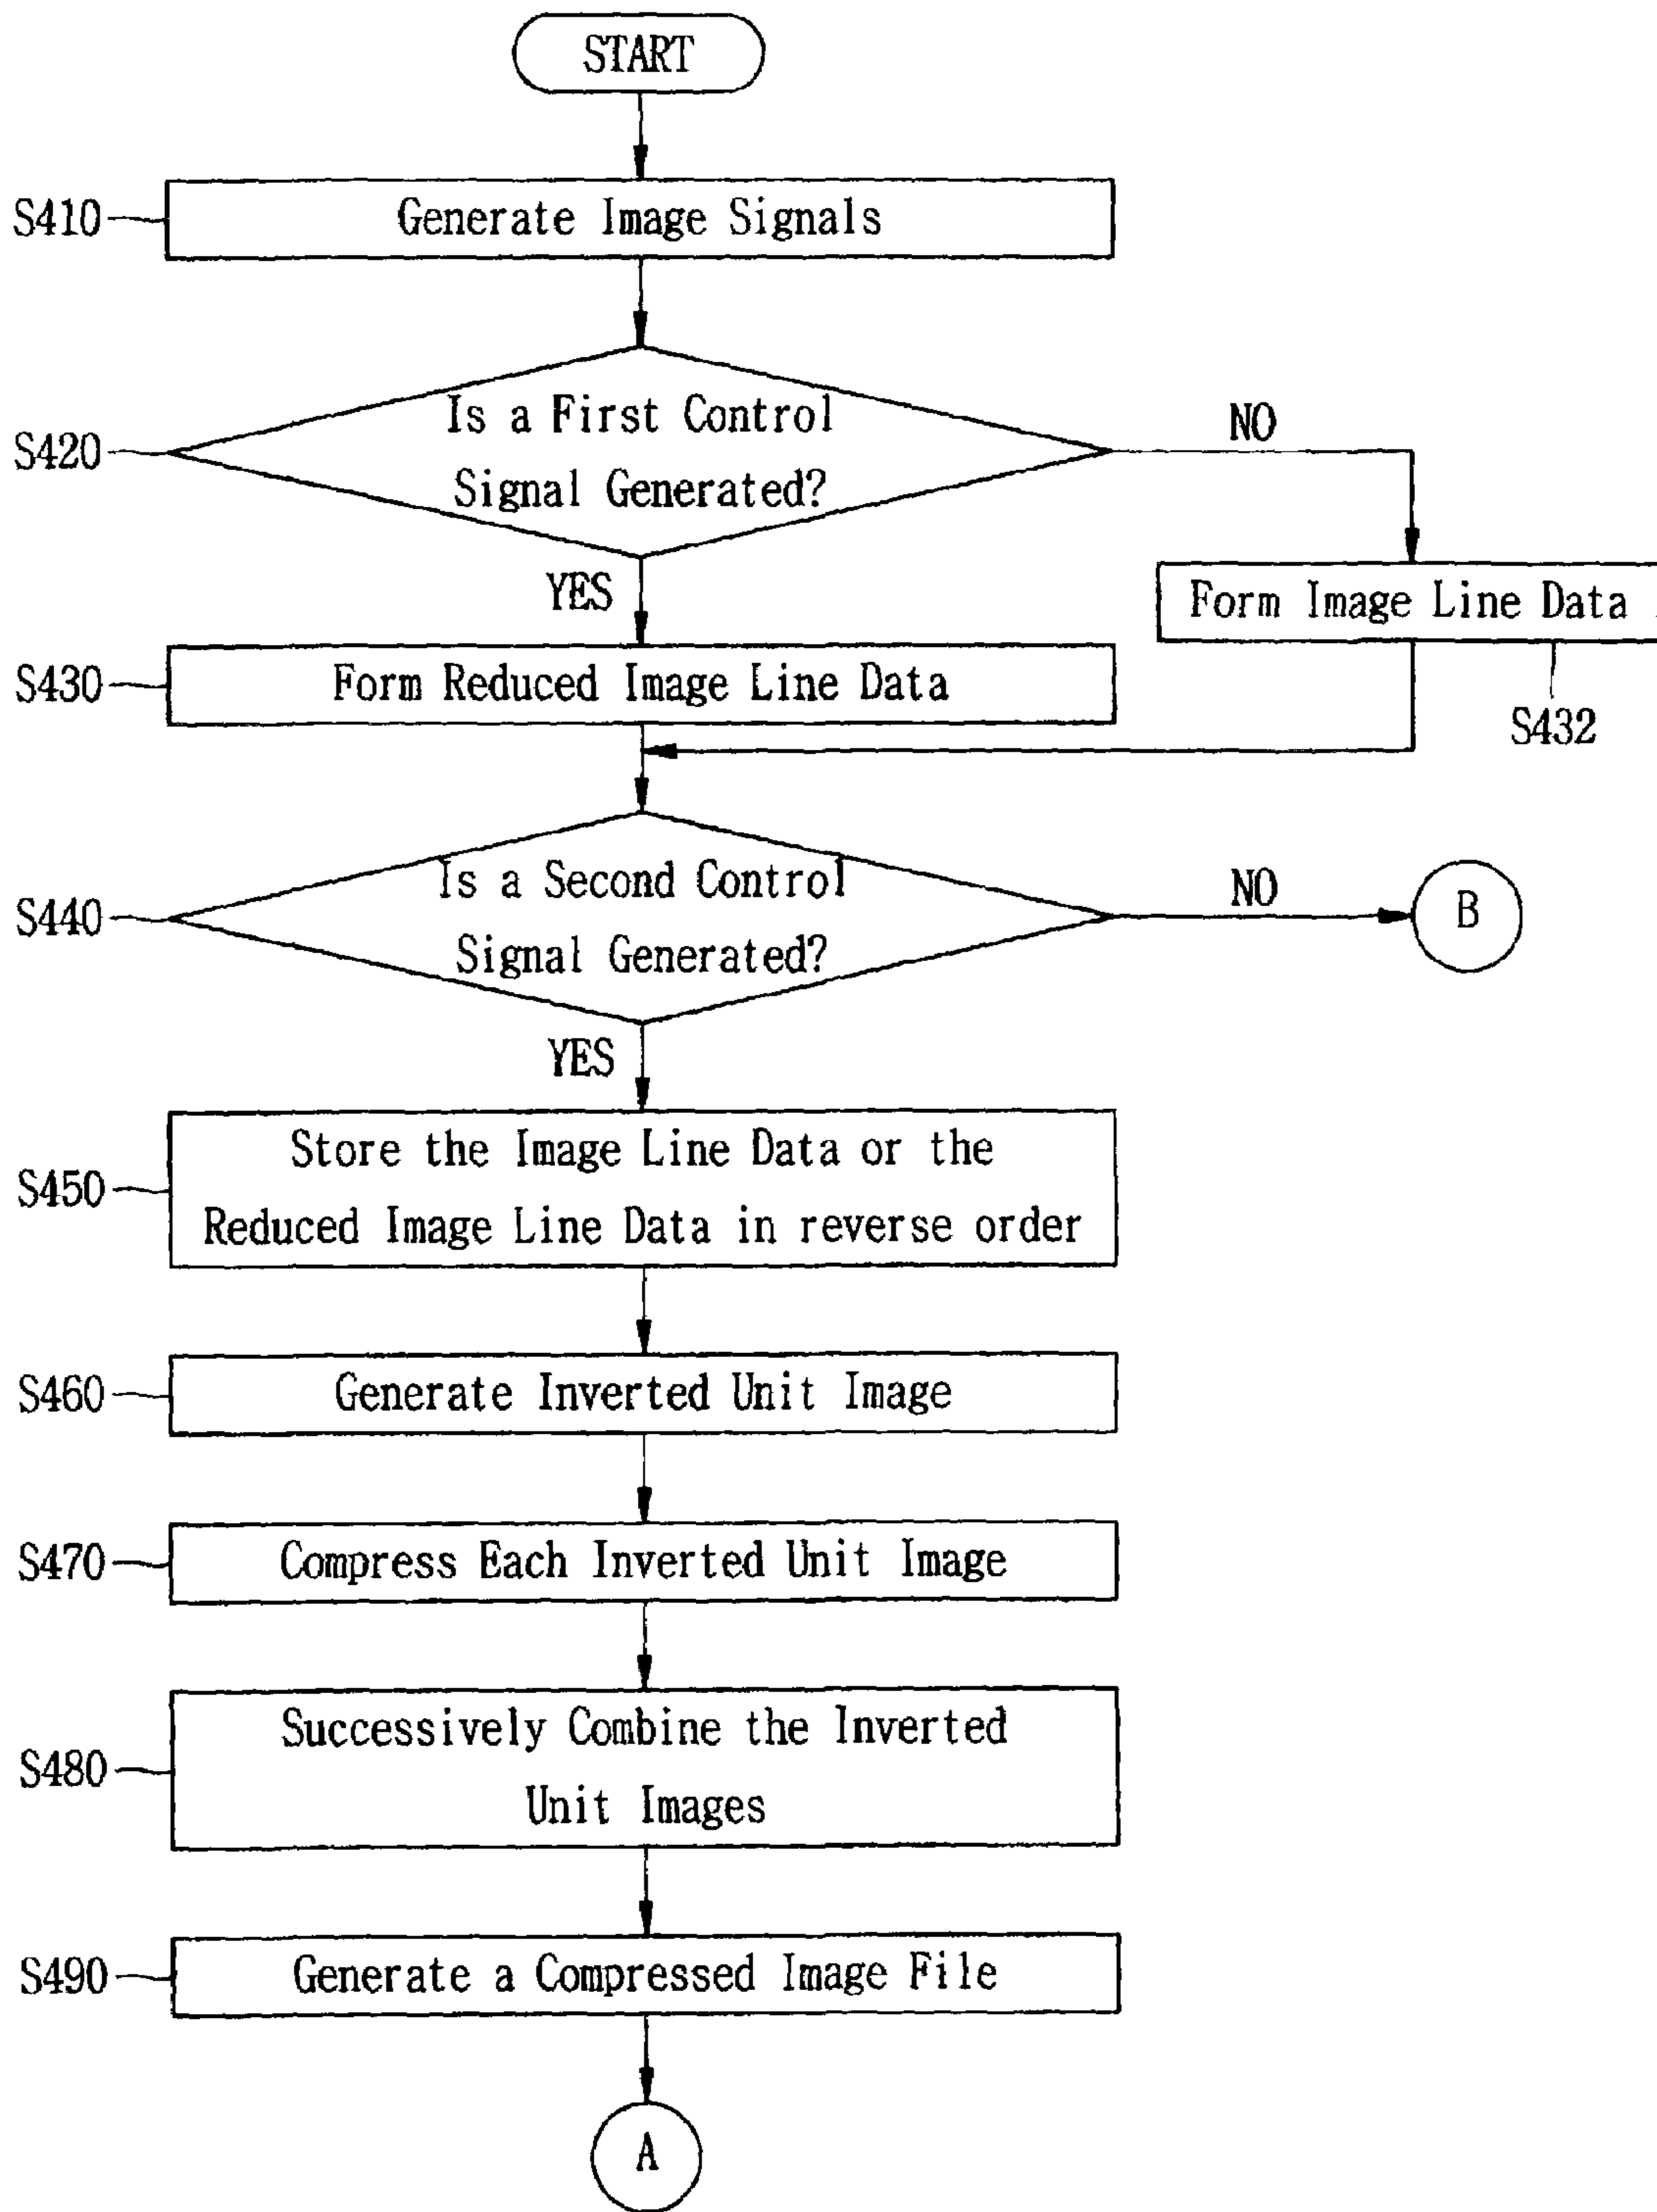 START
S410
Generate Image Signals
S420
Is a First Control
Signal Generated?
NO
YES
Form Image Line Data
S432
S430
Form Reduced Image Line Data
S440
Is a Second Control
Signal Generated?
NO
B
YES
S450
Store the Image Line Data or the
Reduced Image Line Data in reverse order
S460
Generate Inverted Unit Image
S470
Compress Each Inverted Unit Image
S480
Successively Combine the Inverted
Unit Images
S490
Generate a Compressed Image File
A